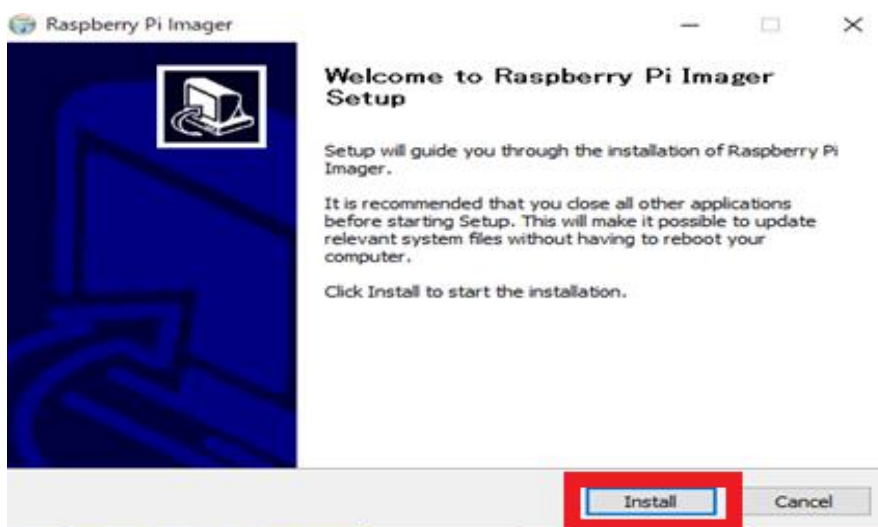 Raspberry Pi Imager
Welcome to Raspberry Pi Imager
Setup
Setup will guide you through the installation of Raspberry Pi
Imager.
It is recommended that you close all other applications
before starting Setup. This will make it possible to update
relevant system files without having to reboot your
computer.
Click Install to start the installation.
Install
Cancel